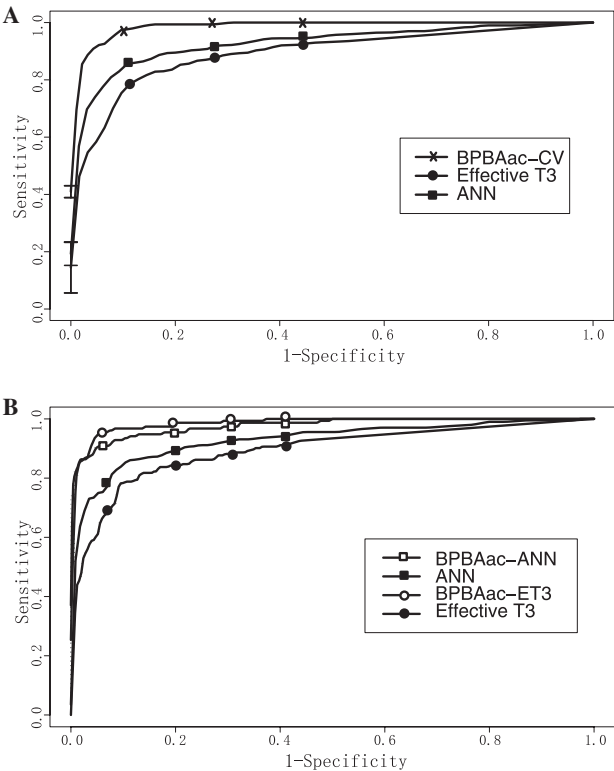 A
1.0
0.8
0.6
0.4
0.2
0.0
Sensitivity
BPBAac-CV
Effective T3
ANN
0.0 0.2 0.4 0.6 0.8 1.0
1-Specificity
B
1.0
0.8
0.6
0.4
0.2
0.0
Sensitivity
BPBAac-ANN
ANN
BPBAac-ET3
Effective T3
0.0 0.2 0.4 0.6 0.8 1.0
1-Specificity